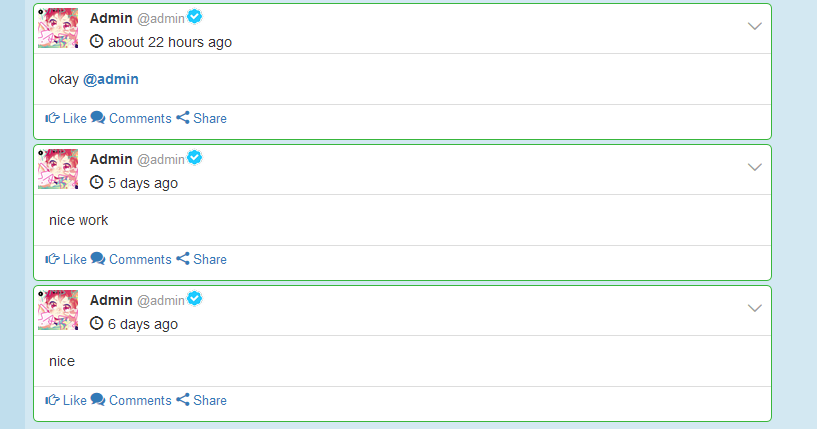 Admin @admin
about 22 hours ago
okay @admin
Like Comments Share
Admin @admin
5 days ago
nice work
Like Comments Share
Admin @admin
6 days ago
nice
Like Comments Share